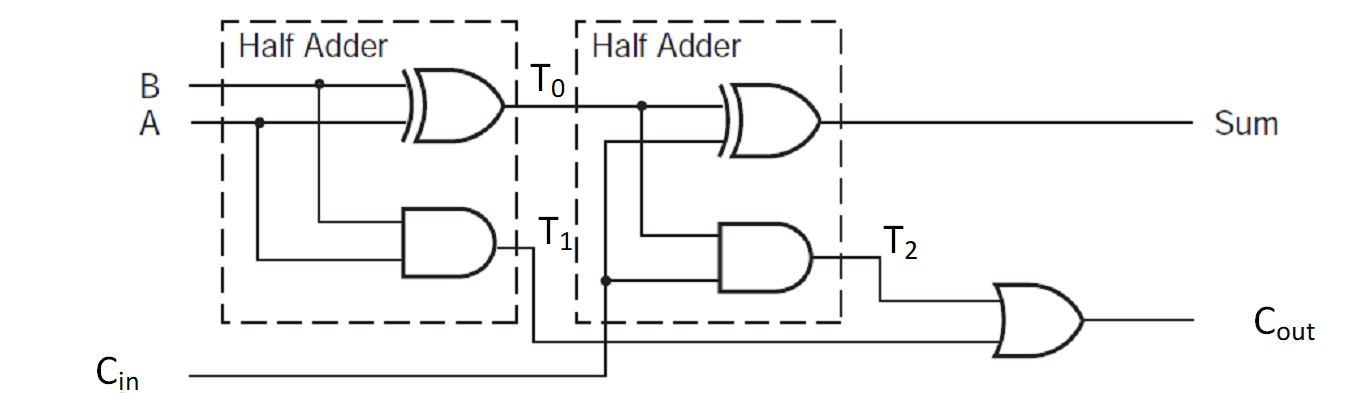 Half Adder
Half Adder
B
T₀
A
Sum
T₁
T₂
Cout
Cin